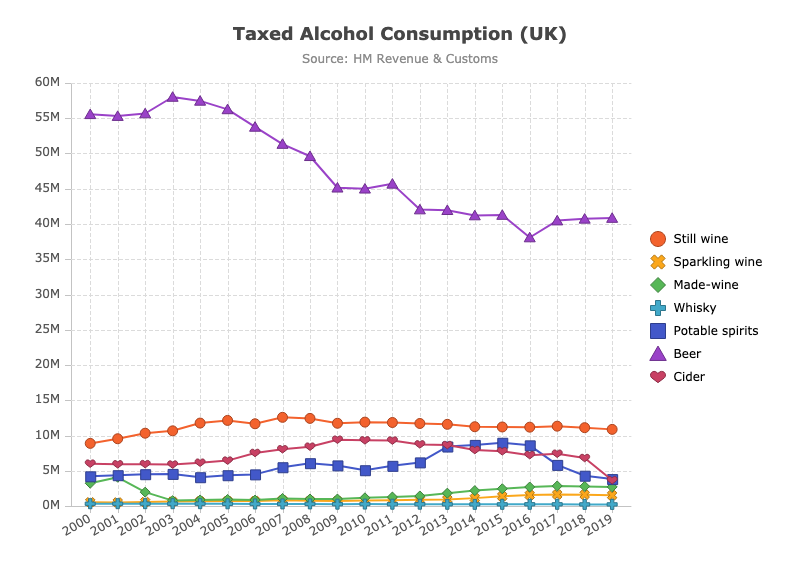 Taxed Alcohol Consumption (UK)
Source: HM Revenue & Customs
60M
55M
50M
45M
40M
35M
30M
25M
20M
15M
10M
5M
0M
2000
2001
2002
2003
2004
2005
2006
2007
2008
2009
2010
2011
2012
2013
2014
2015
2016
2017
2018
2019
Still wine
Sparkling wine
Made-wine
Whisky
Potable spirits
Beer
Cider